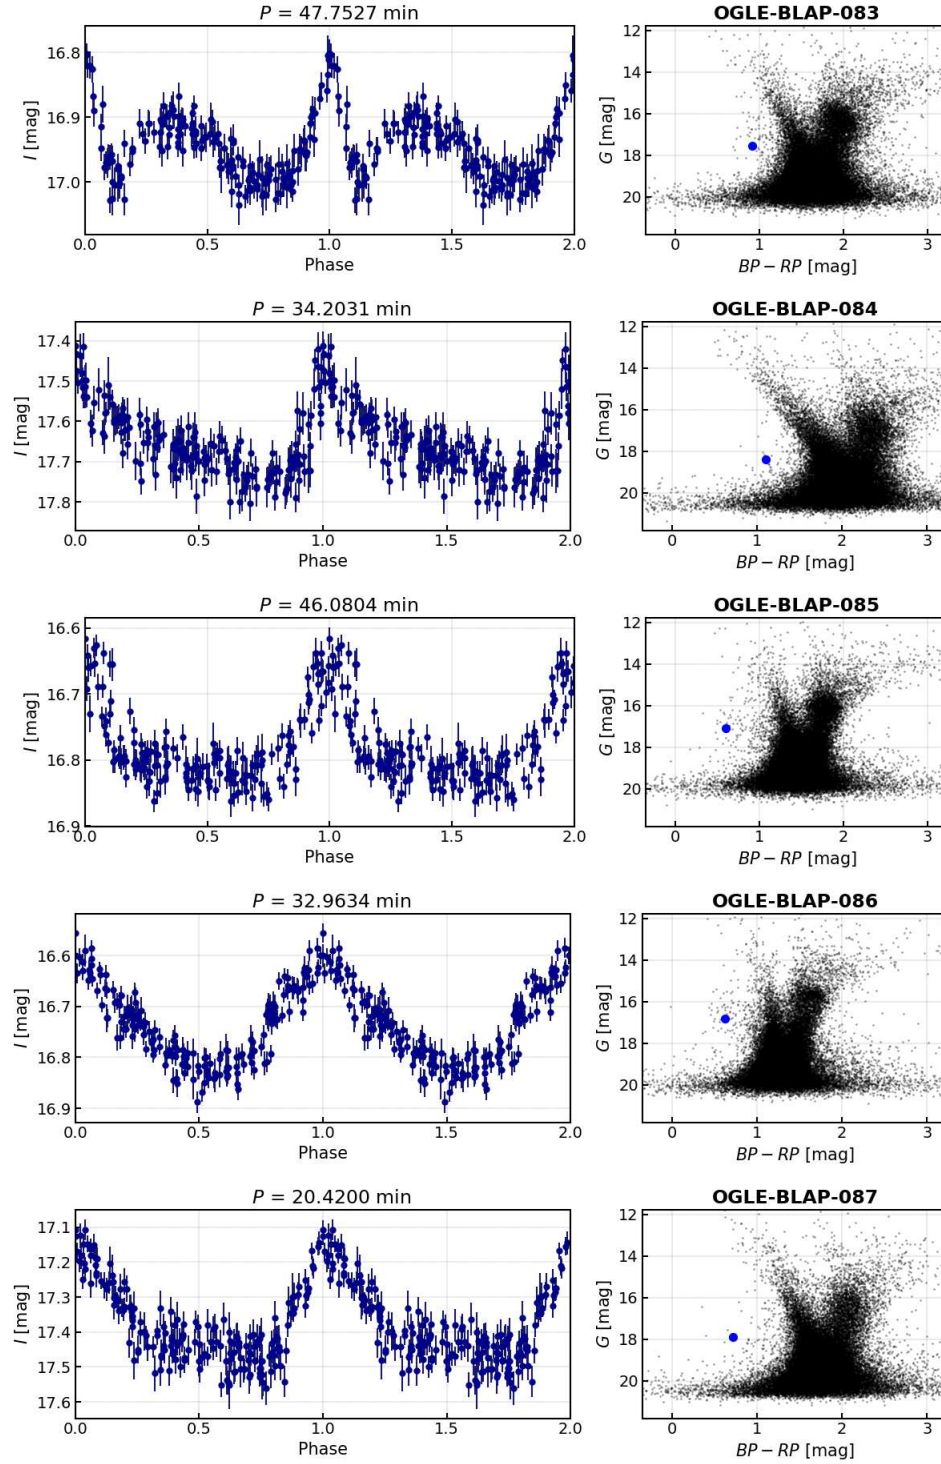 P = 47.7527 min
OGLE-BLAP-083
16.8
16.9
17.0
I [mag]
0.0 0.5 1.0 1.5 2.0
Phase
12
14
16
18
20
G [mag]
0 1 2 3
BP − RP [mag]
P = 34.2031 min
OGLE-BLAP-084
17.4
17.5
17.6
17.7
17.8
I [mag]
0.0 0.5 1.0 1.5 2.0
Phase
12
14
16
18
20
G [mag]
0 1 2 3
BP − RP [mag]
P = 46.0804 min
OGLE-BLAP-085
16.6
16.7
16.8
16.9
I [mag]
0.0 0.5 1.0 1.5 2.0
Phase
12
14
16
18
20
G [mag]
0 1 2 3
BP − RP [mag]
P = 32.9634 min
OGLE-BLAP-086
16.6
16.7
16.8
16.9
I [mag]
0.0 0.5 1.0 1.5 2.0
Phase
12
14
16
18
20
G [mag]
0 1 2 3
BP − RP [mag]
P = 20.4200 min
OGLE-BLAP-087
17.1
17.2
17.3
17.4
17.5
17.6
I [mag]
0.0 0.5 1.0 1.5 2.0
Phase
12
14
16
18
20
G [mag]
0 1 2 3
BP − RP [mag]